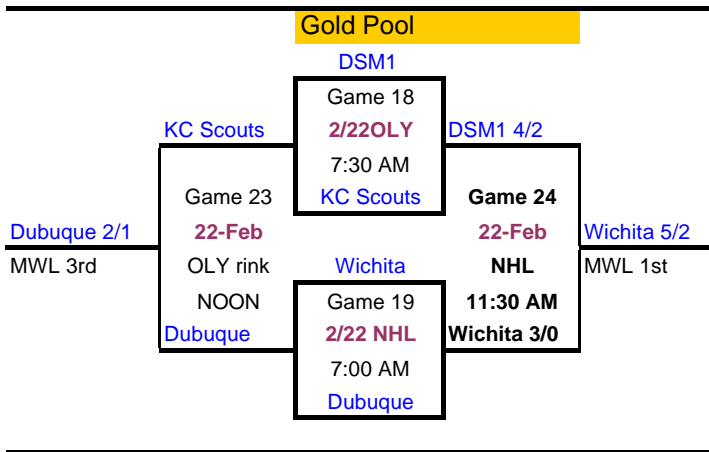 Gold Pool
DSM1
Game 18
KC Scouts 2/22OLY DSM1 4/2
7:30 AM
Game 23 KC Scouts Game 24
Dubuque 2/1 22-Feb 22-Feb Wichita 5/2
MWL 3rd OLY rink Wichita NHL MWL 1st
NOON Game 19 11:30 AM
Dubuque 2/22 NHL Wichita 3/0
7:00 AM
Dubuque